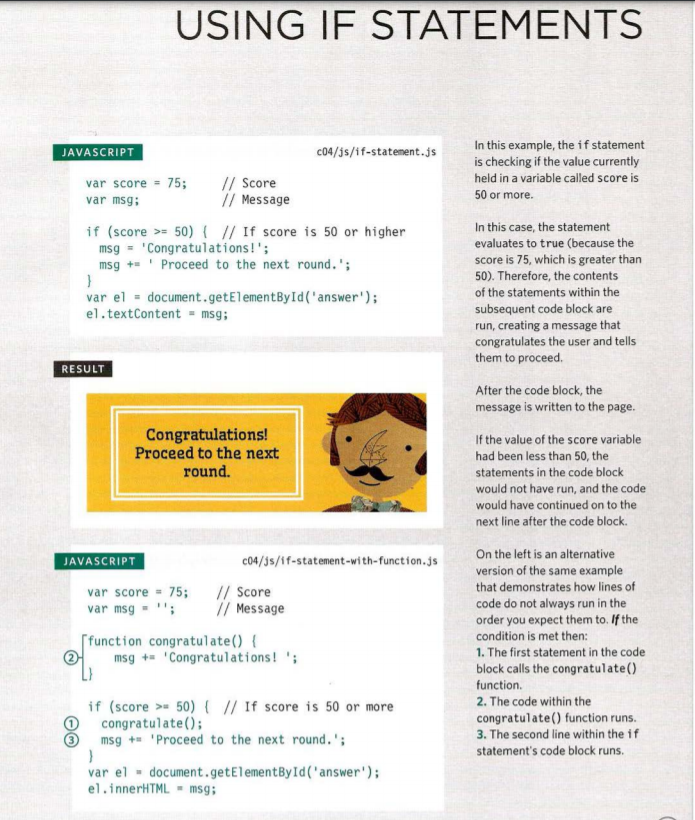 USING IF STATEMENTS
JAVASCRIPT
c04/js/if-statement.js
var score = 75; // Score
var msg; // Message
if (score >= 50) { // If score is 50 or higher
msg = 'Congratulations!';
msg += ' Proceed to the next round.';
}
var el = document.getElementById('answer');
el.textContent = msg;
RESULT
Congratulations!
Proceed to the next
round.
JAVASCRIPT
c04/js/if-statement-with-function.js
var score = 75; // Score
var msg = ''; // Message
function congratulate() {
2 msg += 'Congratulations! ';
}
if (score >= 50) { // If score is 50 or more
1 congratulate();
3 msg += 'Proceed to the next round.';
}
var el = document.getElementById('answer');
el.innerHTML = msg;
In this example, the if statement
is checking if the value currently
held in a variable called score is
50 or more.
In this case, the statement
evaluates to true (because the
score is 75, which is greater than
50). Therefore, the contents
of the statements within the
subsequent code block are
run, creating a message that
congratulates the user and tells
them to proceed.
After the code block, the
message is written to the page.
If the value of the score variable
had been less than 50, the
statements in the code block
would not have run, and the code
would have continued on to the
next line after the code block.
On the left is an alternative
version of the same example
that demonstrates how lines of
code do not always run in the
order you expect them to. If the
condition is met then:
1. The first statement in the code
block calls the congratulate()
function.
2. The code within the
congratulate() function runs.
3. The second line within the if
statement's code block runs.